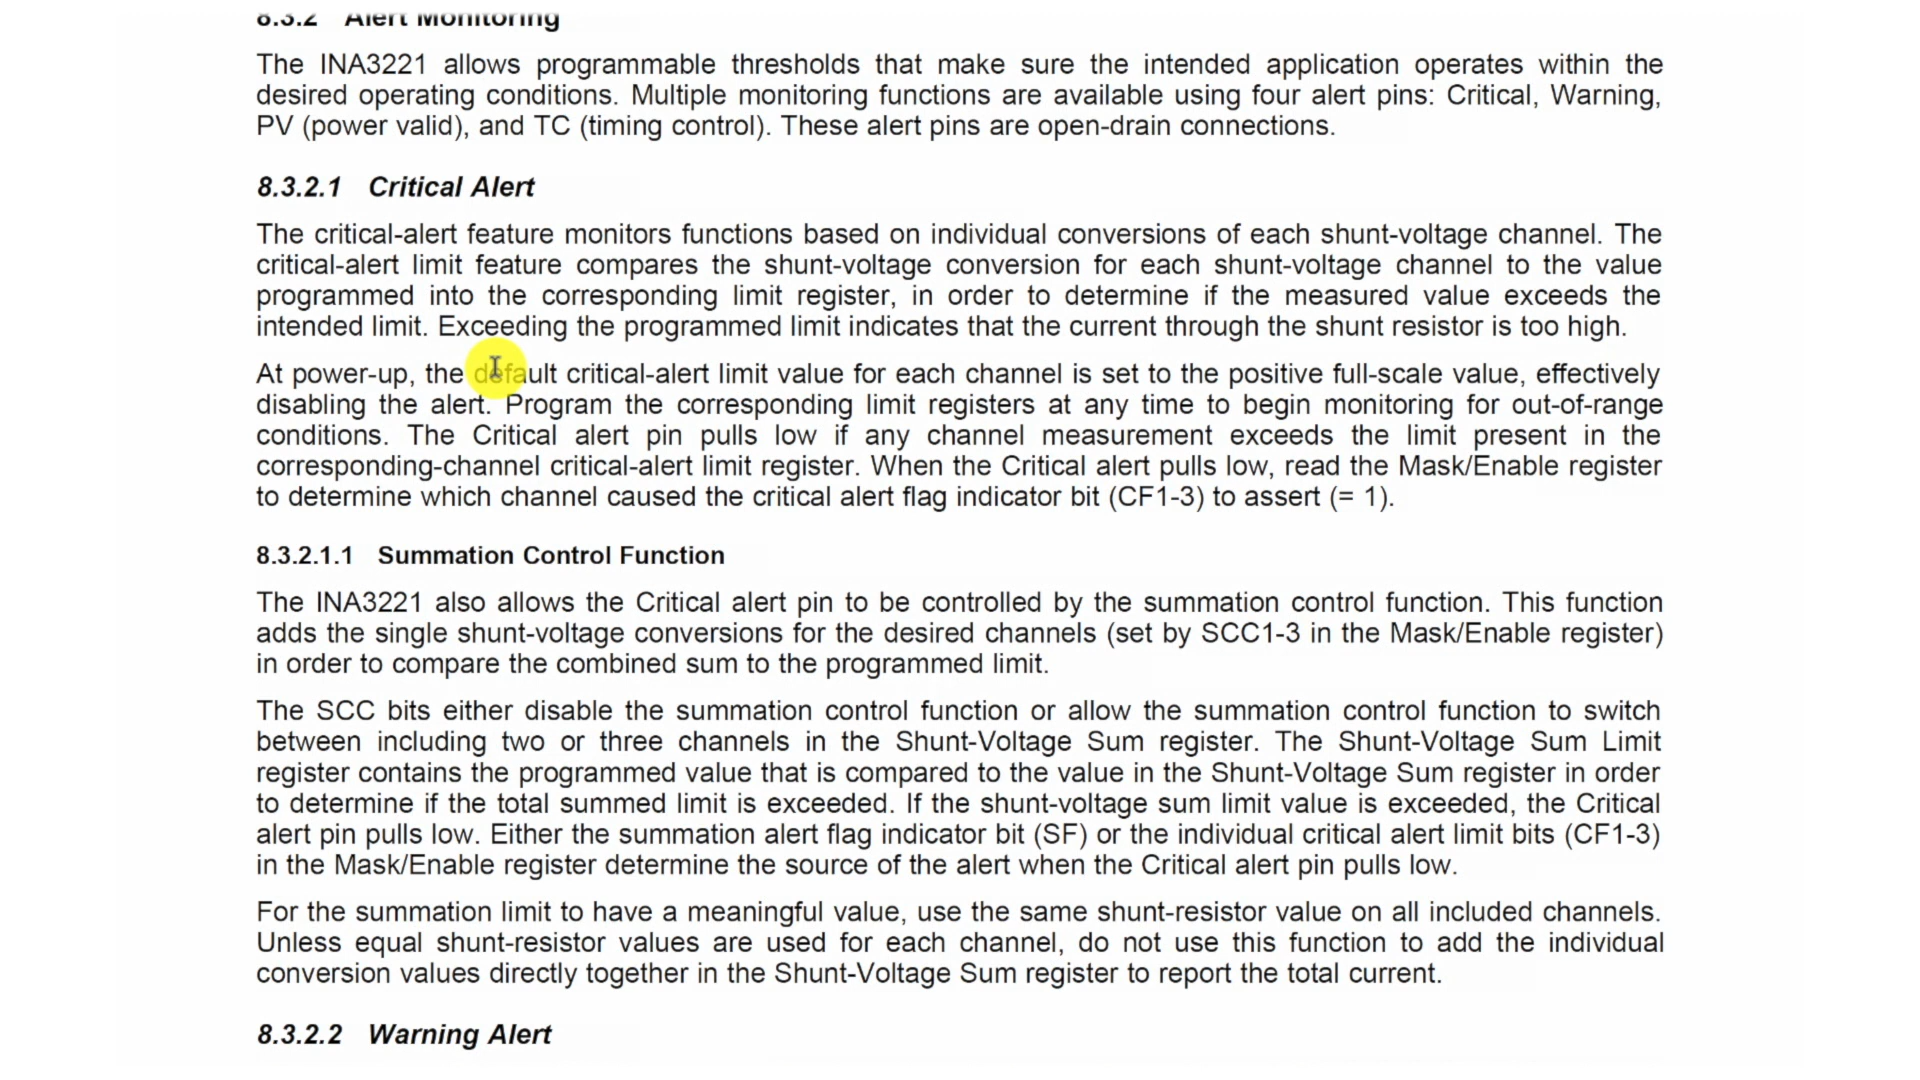 8.3.2 Alert Monitoring
The INA3221 allows programmable thresholds that make sure the intended application operates within the
desired operating conditions. Multiple monitoring functions are available using four alert pins: Critical, Warning,
PV (power valid), and TC (timing control). These alert pins are open-drain connections.
8.3.2.1 Critical Alert
The critical-alert feature monitors functions based on individual conversions of each shunt-voltage channel. The
critical-alert limit feature compares the shunt-voltage conversion for each shunt-voltage channel to the value
programmed into the corresponding limit register, in order to determine if the measured value exceeds the
intended limit. Exceeding the programmed limit indicates that the current through the shunt resistor is too high.
At power-up, the default critical-alert limit value for each channel is set to the positive full-scale value, effectively
disabling the alert. Program the corresponding limit registers at any time to begin monitoring for out-of-range
conditions. The Critical alert pin pulls low if any channel measurement exceeds the limit present in the
corresponding-channel critical-alert limit register. When the Critical alert pulls low, read the Mask/Enable register
to determine which channel caused the critical alert flag indicator bit (CF1-3) to assert (= 1).
8.3.2.1.1 Summation Control Function
The INA3221 also allows the Critical alert pin to be controlled by the summation control function. This function
adds the single shunt-voltage conversions for the desired channels (set by SCC1-3 in the Mask/Enable register)
in order to compare the combined sum to the programmed limit.
The SCC bits either disable the summation control function or allow the summation control function to switch
between including two or three channels in the Shunt-Voltage Sum register. The Shunt-Voltage Sum Limit
register contains the programmed value that is compared to the value in the Shunt-Voltage Sum register in order
to determine if the total summed limit is exceeded. If the shunt-voltage sum limit value is exceeded, the Critical
alert pin pulls low. Either the summation alert flag indicator bit (SF) or the individual critical alert limit bits (CF1-3)
in the Mask/Enable register determine the source of the alert when the Critical alert pin pulls low.
For the summation limit to have a meaningful value, use the same shunt-resistor value on all included channels.
Unless equal shunt-resistor values are used for each channel, do not use this function to add the individual
conversion values directly together in the Shunt-Voltage Sum register to report the total current.
8.3.2.2 Warning Alert